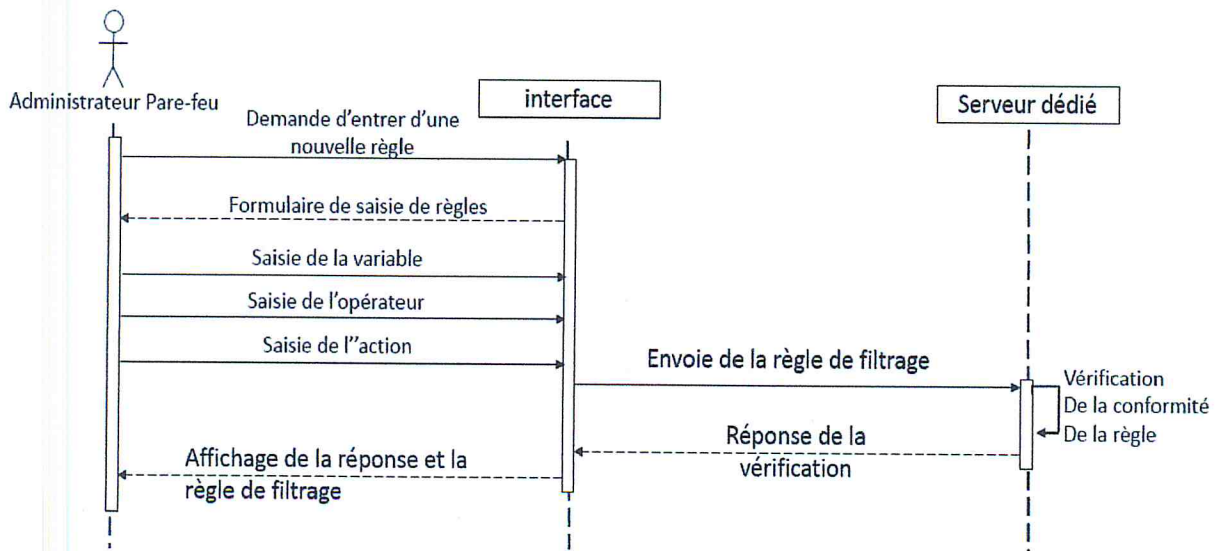 Administrateur Pare-feu
interface
Serveur dédié
Demande d'entrer d'une
nouvelle règle
Formulaire de saisie de règles
Saisie de la variable
Saisie de l'opérateur
Saisie de l''action
Envoie de la règle de filtrage
Vérification
De la conformité
De la règle
Réponse de la
vérification
Affichage de la réponse et la
règle de filtrage